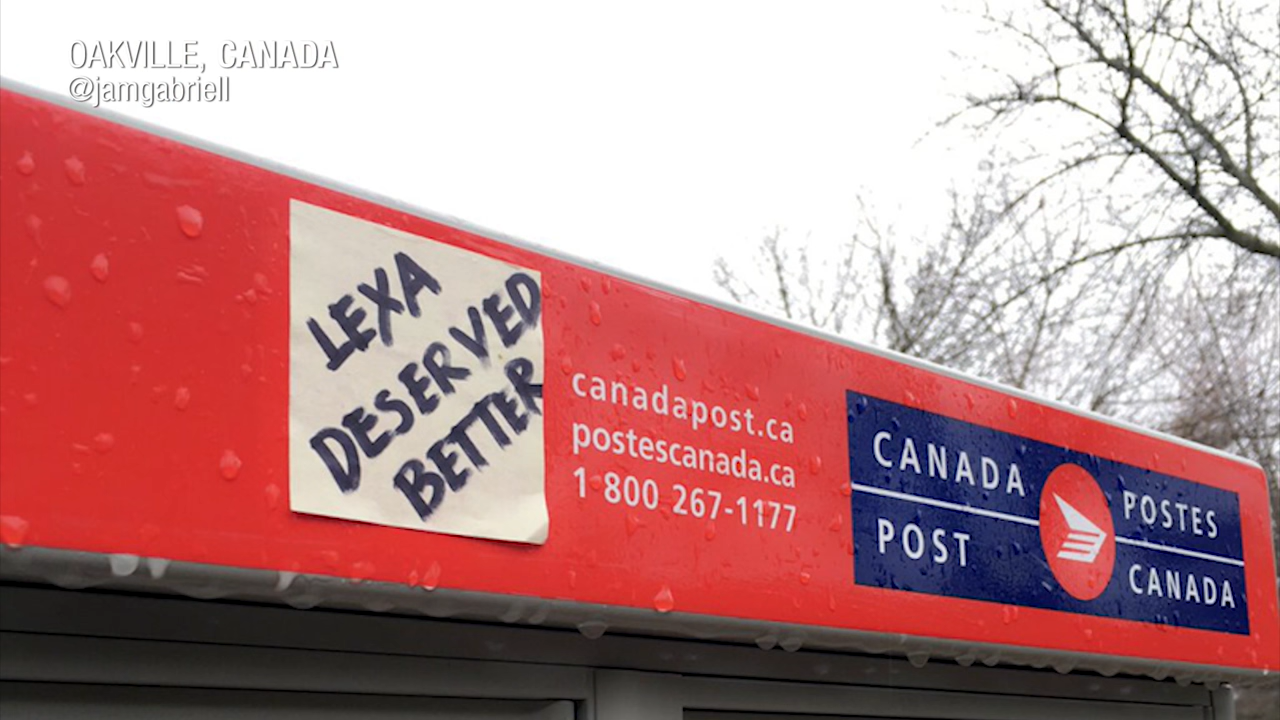 OAKVILLE, CANADA
@jamgabriell
LEXA
DESERVED
BETTER
canadapost.ca
postescanada.ca
1 800 267-1177
CANADA
POST
POSTES
CANADA